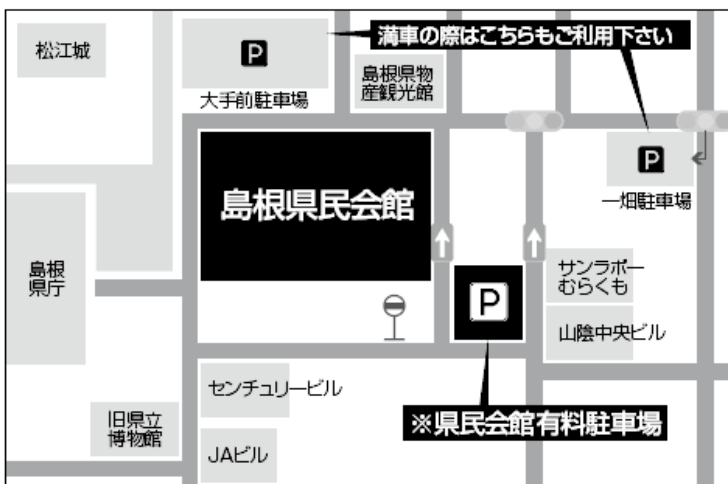 満車の際はこちらもご利用下さい
松江城
P
大手前駐車場
島根県物
産観光館
P
一畑駐車場
島根県民会館
島根
県庁
サンラポー
むらくも
P
山陰中央ビル
センチュリービル
※県民会館有料駐車場
旧県立
博物館
JAビル